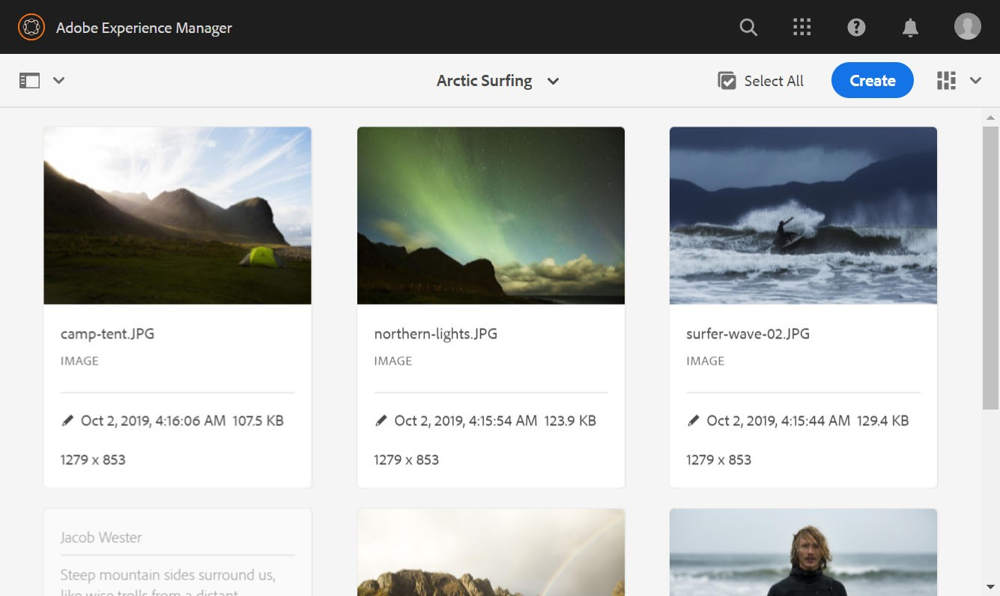 Adobe Experience Manager
Arctic Surfing
Select All
Create
camp-tent.JPG
IMAGE
Oct 2, 2019, 4:16:06 AM 107.5 KB
1279 x 853
northern-lights.JPG
IMAGE
Oct 2, 2019, 4:15:54 AM 123.9 KB
1279 x 853
surfer-wave-02.JPG
IMAGE
Oct 2, 2019, 4:15:44 AM 129.4 KB
1279 x 853
Jacob Wester
Steep mountain sides surround us,
like wise trolls from a distant